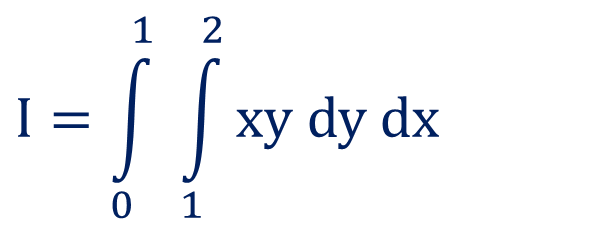 1 2
I = ∫ ∫ xy dy dx
0 1